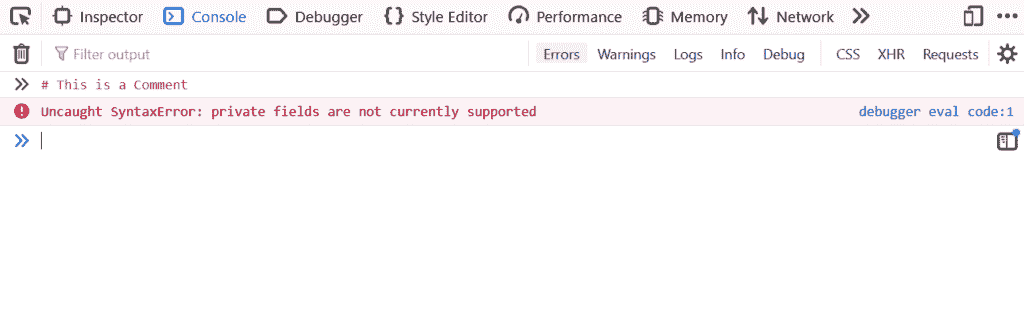 Inspector Console Debugger {} Style Editor Performance Memory Network
Filter output Errors Warnings Logs Info Debug CSS XHR Requests
# This is a Comment
Uncaught SyntaxError: private fields are not currently supported debugger eval code:1